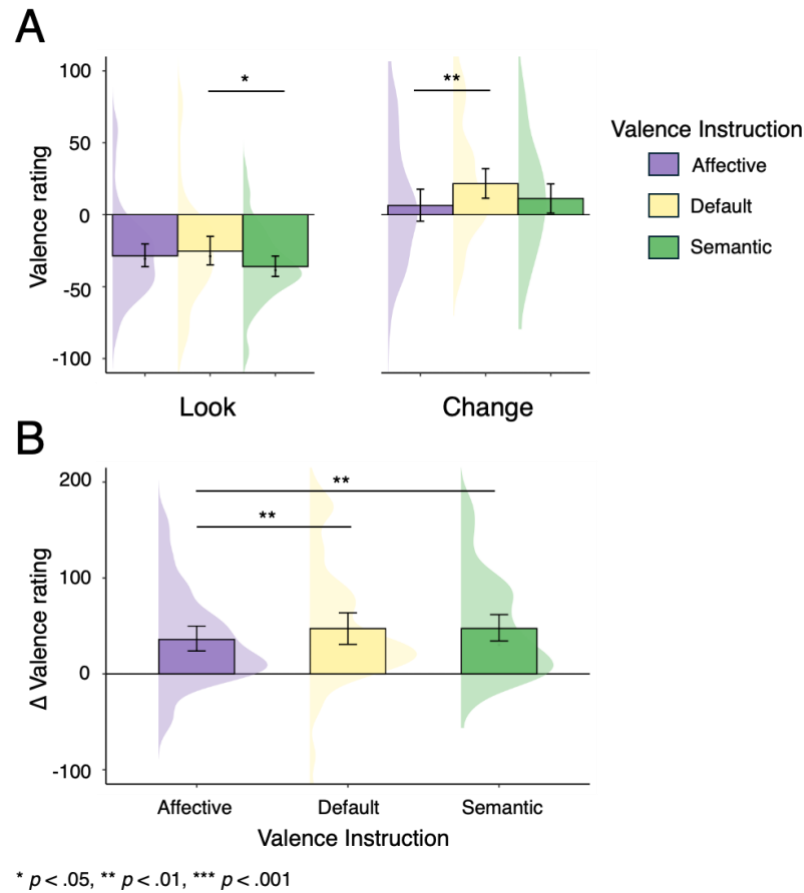 A
Valence rating
100
50
0
-50
-100
*
**
Look
Change
Valence Instruction
Affective
Default
Semantic
B
Δ Valence rating
200
100
0
-100
**
**
Affective
Default
Semantic
Valence Instruction
* p < .05, ** p < .01, *** p < .001